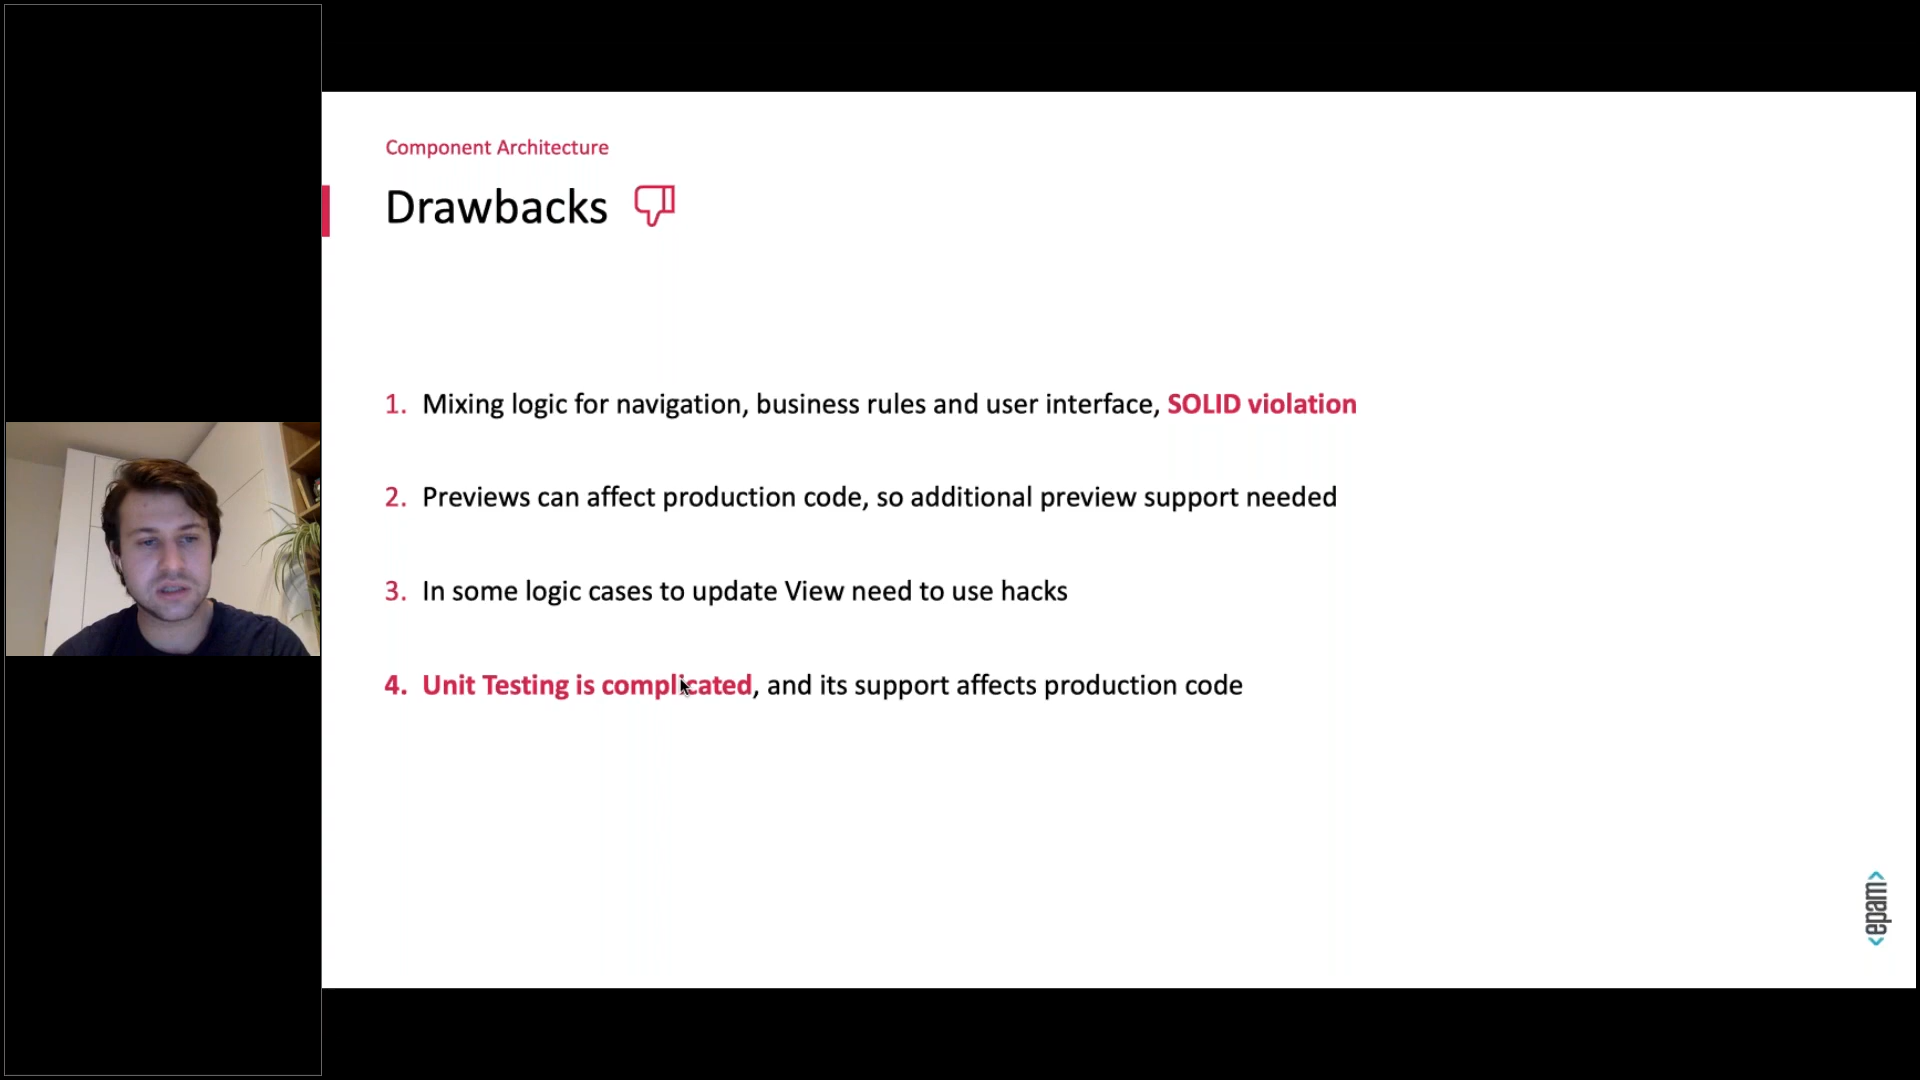 Component Architecture
Drawbacks
1. Mixing logic for navigation, business rules and user interface, SOLID violation
2. Previews can affect production code, so additional preview support needed
3. In some logic cases to update View need to use hacks
4. Unit Testing is complicated, and its support affects production code
<epam>